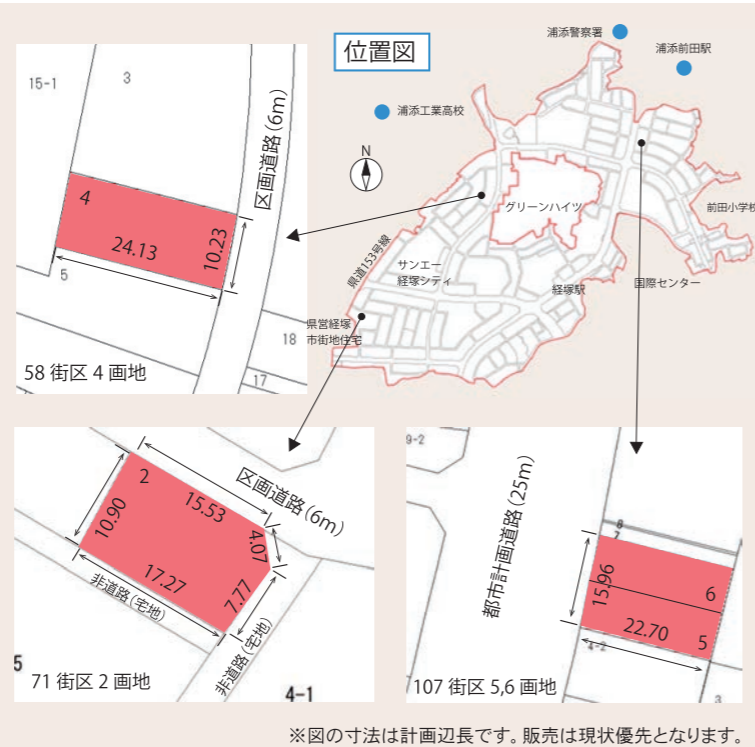 位置図
浦添警察署
浦添前田駅
浦添工業高校
N
グリーンハイツ
前田小学校
県道153号線
サンエー
経塚シティ
経塚駅
国際センター
県営経塚
市街地住宅
15-1
3
区画道路(6m)
4
24.13
10.23
5
18
17
58 街区 4 画地
区画道路(6m)
2
15.53
10.90
4.07
17.27
7.77
非道路(宅地)
非道路(宅地)
5
4-1
71 街区 2 画地
9-2
都市計画道路(25m)
8
7
15.96
6
22.70
5
4-2
3
107 街区 5,6 画地
※図の寸法は計画辺長です。販売は現状優先となります。